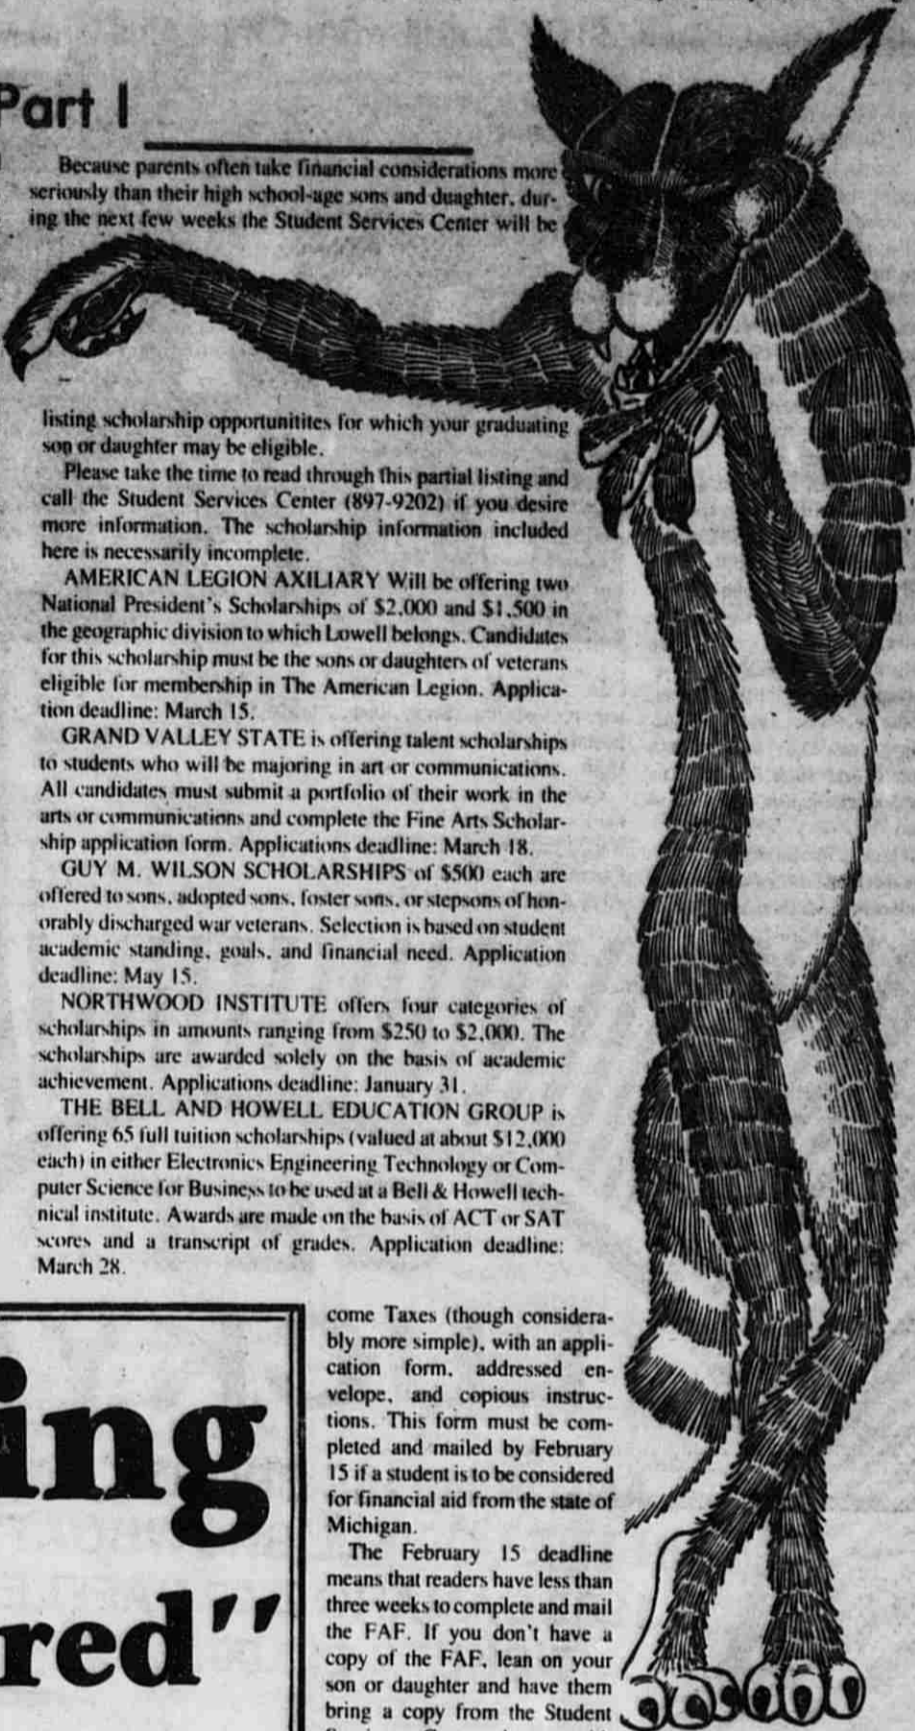 Part I
Because parents often take financial considerations more
seriously than their high school-age sons and duaghter, dur-
ing the next few weeks the Student Services Center will be
listing scholarship opportunitites for which your graduating
son or daughter may be eligible.
Please take the time to read through this partial listing and
call the Student Services Center (897-9202) if you desire
more information. The scholarship information included
here is necessarily incomplete.
AMERICAN LEGION AXILIARY Will be offering two
National President's Scholarships of $2,000 and $1,500 in
the geographic division to which Lowell belongs. Candidates
for this scholarship must be the sons or daughters of veterans
eligible for membership in The American Legion. Applica-
tion deadline: March 15.
GRAND VALLEY STATE is offering talent scholarships
to students who will be majoring in art or communications.
All candidates must submit a portfolio of their work in the
arts or communications and complete the Fine Arts Scholar-
ship application form. Applications deadline: March 18.
GUY M. WILSON SCHOLARSHIPS of $500 each are
offered to sons, adopted sons, foster sons, or stepsons of hon-
orably discharged war veterans. Selection is based on student
academic standing, goals, and financial need. Application
deadline: May 15.
NORTHWOOD INSTITUTE offers four categories of
scholarships in amounts ranging from $250 to $2,000. The
scholarships are awarded solely on the basis of academic
achievement. Applications deadline: January 31.
THE BELL AND HOWELL EDUCATION GROUP is
offering 65 full tuition scholarships (valued at about $12,000
each) in either Electronics Engineering Technology or Com-
puter Science for Business to be used at a Bell & Howell tech-
nical institute. Awards are made on the basis of ACT or SAT
scores and a transcript of grades. Application deadline:
March 28.
ing
red"
come Taxes (though considera-
bly more simple), with an appli-
cation form, addressed en-
velope, and copious instruc-
tions. This form must be com-
pleted and mailed by February
15 if a student is to be considered
for financial aid from the state of
Michigan.
The February 15 deadline
means that readers have less than
three weeks to complete and mail
the FAF. If you don't have a
copy of the FAF, lean on your
son or daughter and have them
bring a copy from the Student